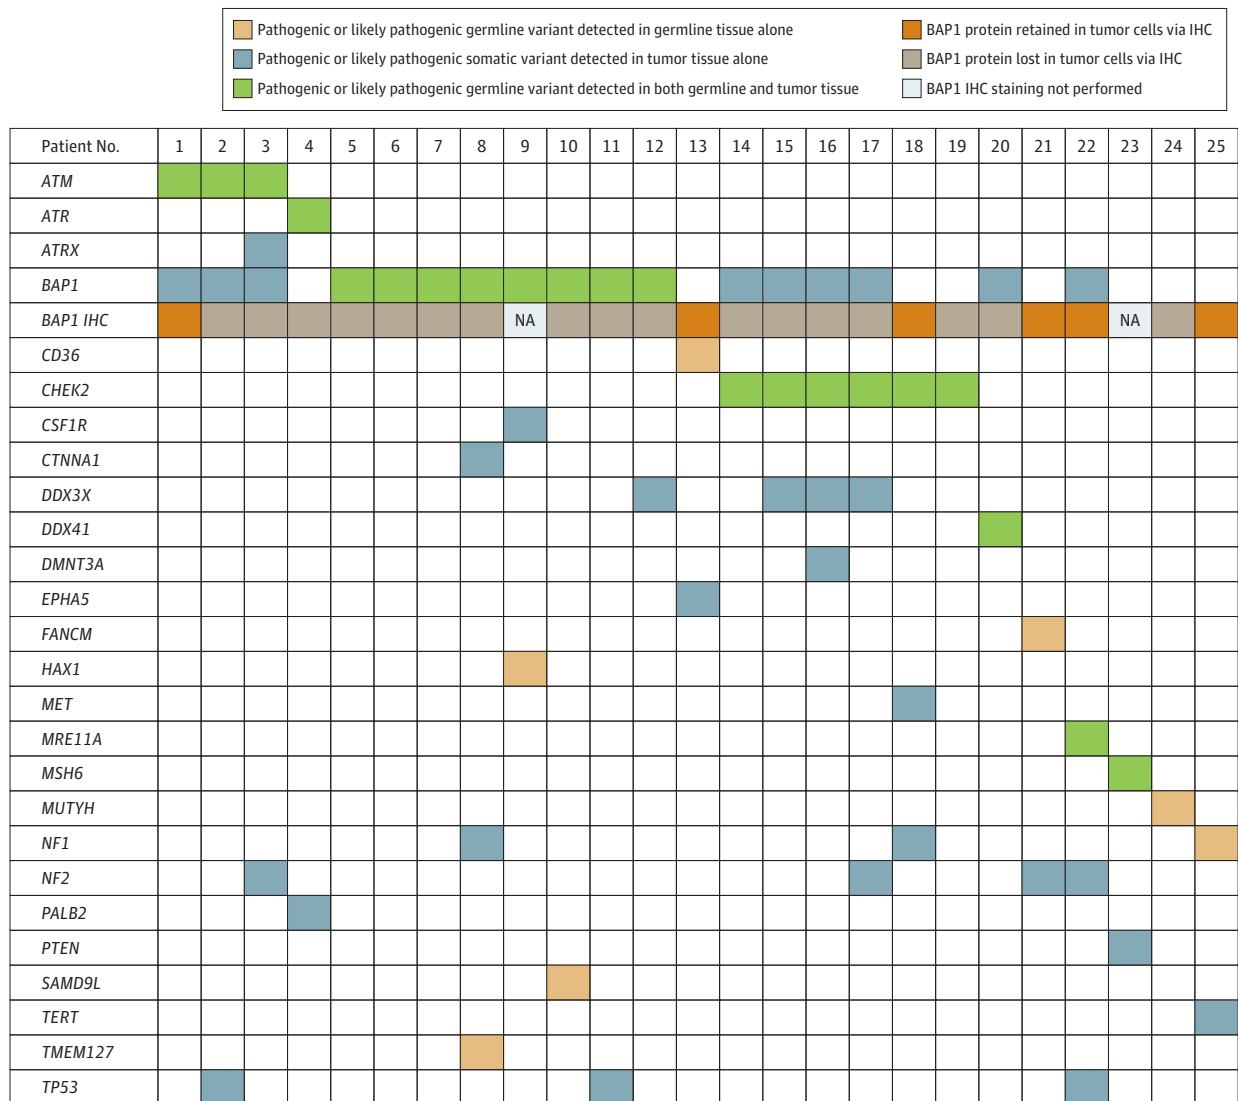 Pathogenic or likely pathogenic germline variant detected in germline tissue alone
Pathogenic or likely pathogenic somatic variant detected in tumor tissue alone
Pathogenic or likely pathogenic germline variant detected in both germline and tumor tissue
BAP1 protein retained in tumor cells via IHC
BAP1 protein lost in tumor cells via IHC
BAP1 IHC staining not performed
Patient No. 1 2 3 4 5 6 7 8 9 10 11 12 13 14 15 16 17 18 19 20 21 22 23 24 25
ATM
ATR
ATRX
BAP1
BAP1 IHC NA NA
CD36
CHEK2
CSF1R
CTNNA1
DDX3X
DDX41
DMNT3A
EPHA5
FANCM
HAX1
MET
MRE11A
MSH6
MUTYH
NF1
NF2
PALB2
PTEN
SAMD9L
TERT
TMEM127
TP53